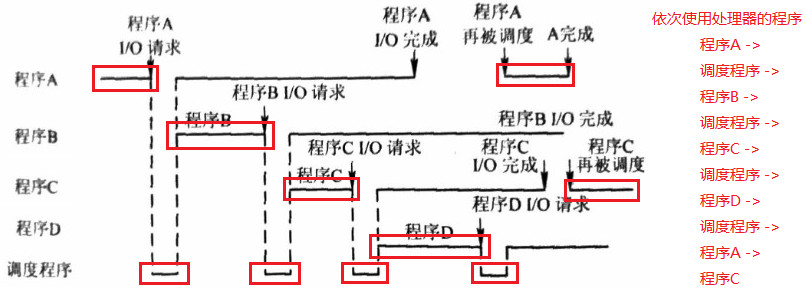 程序A
I/O 请求
程序A
I/O 完成
程序A
再被调度
A完成
程序A
程序B I/O 请求
程序B
程序B I/O 完成
程序B
程序C I/O 请求
程序C
I/O 完成
程序C
再被调度
程序C
程序C
程序D I/O 请求
程序D
程序D
调度程序
依次使用处理器的程序
程序A ->
调度程序 ->
程序B ->
调度程序 ->
程序C ->
调度程序 ->
程序D ->
调度程序 ->
程序A ->
程序C